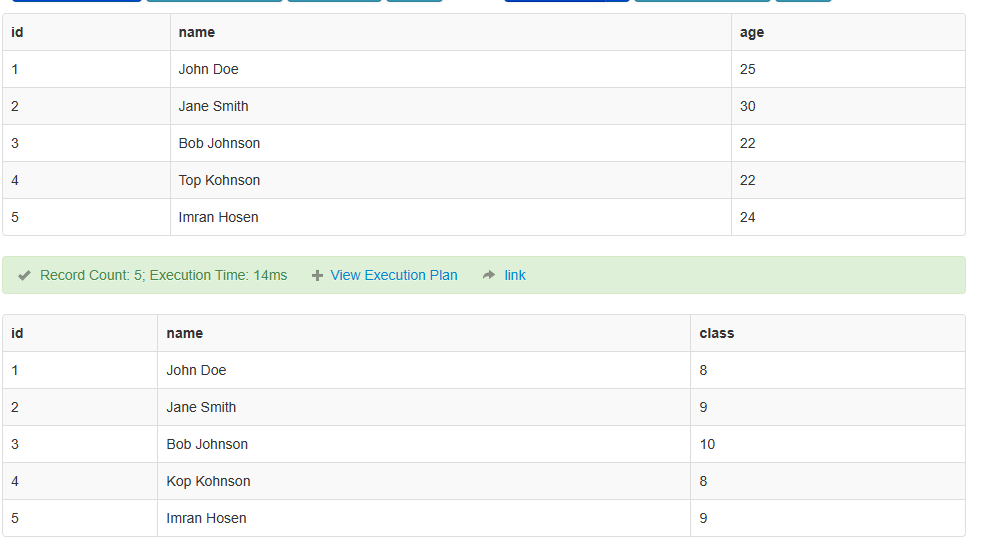 id name age
1 John Doe 25
2 Jane Smith 30
3 Bob Johnson 22
4 Top Kohnson 22
5 Imran Hosen 24
Record Count: 5; Execution Time: 14ms View Execution Plan link
id name class
1 John Doe 8
2 Jane Smith 9
3 Bob Johnson 10
4 Kop Kohnson 8
5 Imran Hosen 9